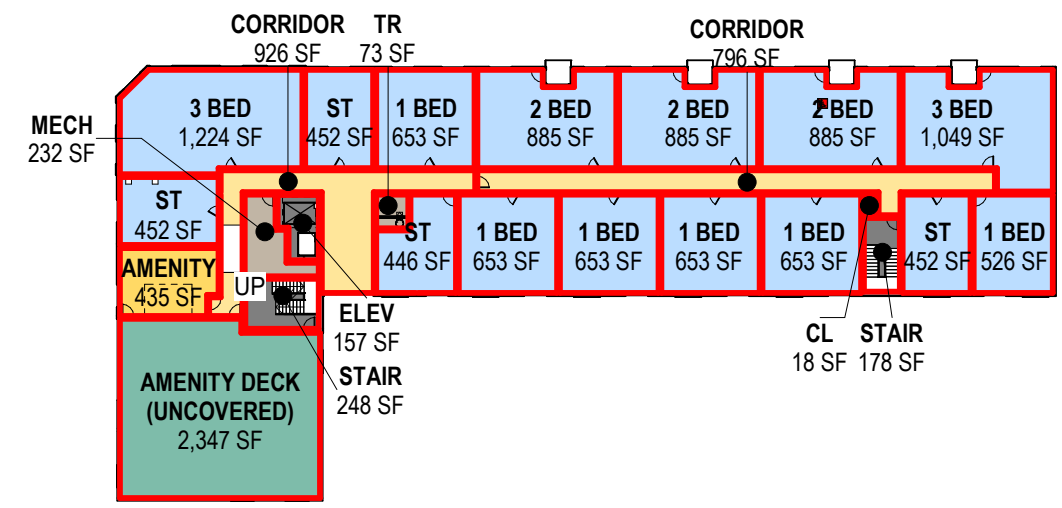 CORRIDOR
926 SF
TR
73 SF
CORRIDOR
796 SF
MECH
232 SF
3 BED
1,224 SF
ST
452 SF
1 BED
653 SF
2 BED
885 SF
2 BED
885 SF
2 BED
885 SF
3 BED
1,049 SF
ST
452 SF
ST
446 SF
1 BED
653 SF
1 BED
653 SF
1 BED
653 SF
1 BED
653 SF
ST
452 SF
1 BED
526 SF
AMENITY
435 SF
UP
ELEV
157 SF
STAIR
248 SF
CL
18 SF
STAIR
178 SF
AMENITY DECK
(UNCOVERED)
2,347 SF